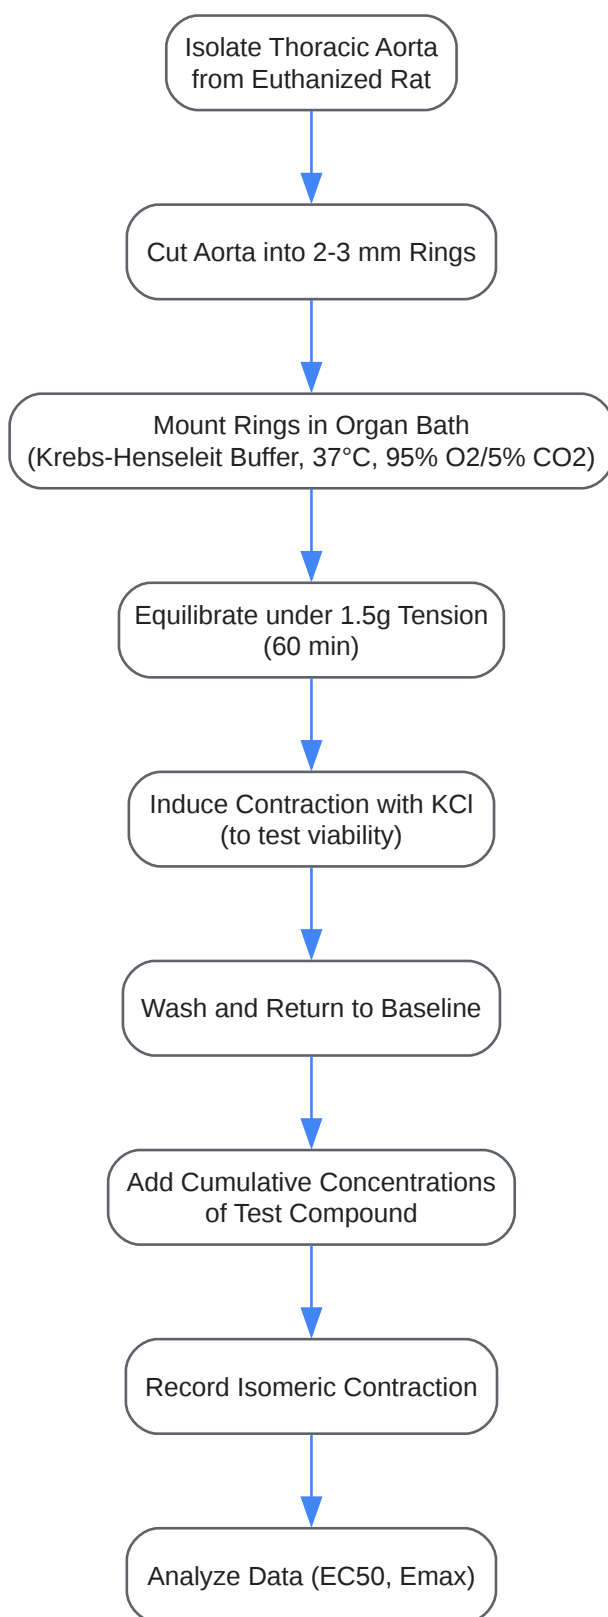 Isolate Thoracic Aorta
from Euthanized Rat
Cut Aorta into 2-3 mm Rings
Mount Rings in Organ Bath
(Krebs-Henseleit Buffer, 37°C, 95% O2/5% CO2)
Equilibrate under 1.5g Tension
(60 min)
Induce Contraction with KCl
(to test viability)
Wash and Return to Baseline
Add Cumulative Concentrations
of Test Compound
Record Isomeric Contraction
Analyze Data (EC50, Emax)